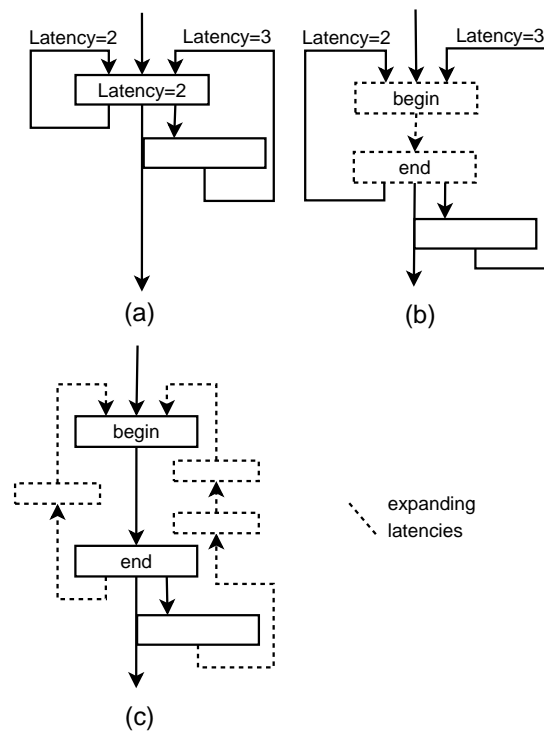 Latency=2
Latency=3
Latency=2
(a)
Latency=2
Latency=3
begin
end
(b)
begin
end
(c)
expanding
latencies